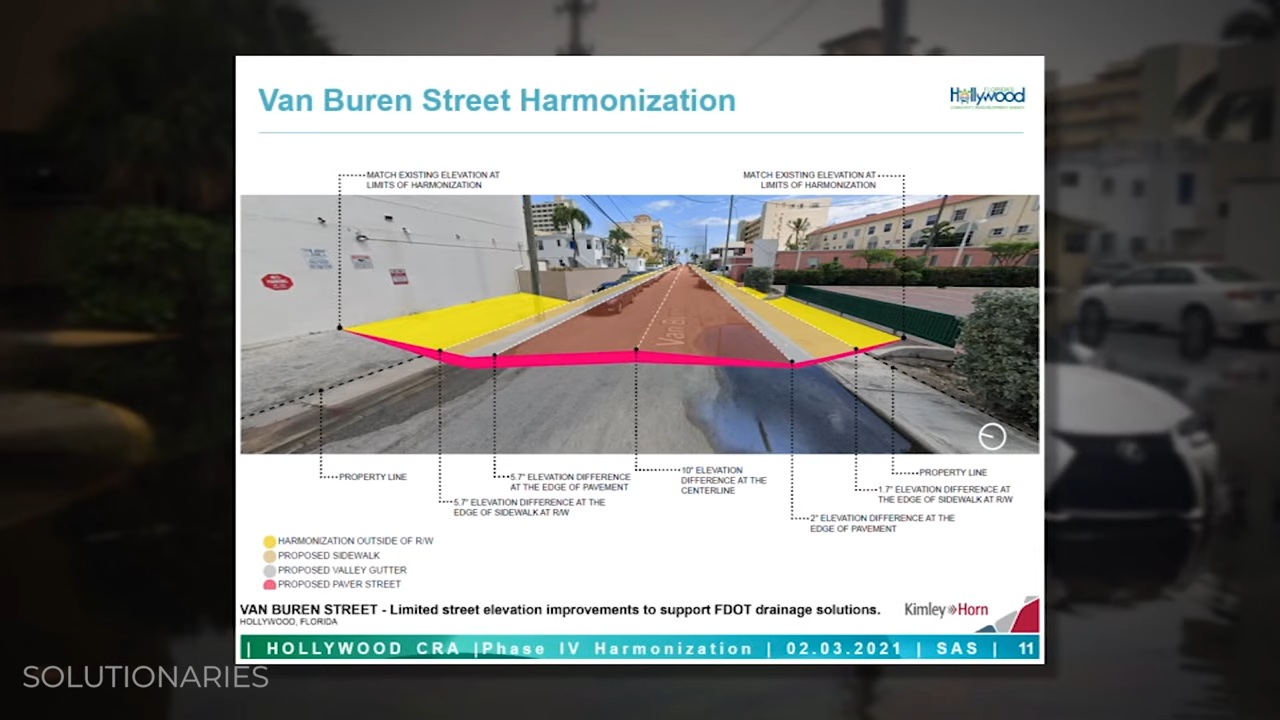 Van Buren Street Harmonization
FLORIDA'S
Hollywood
MATCH EXISTING ELEVATION AT
LIMITS OF HARMONIZATION
MATCH EXISTING ELEVATION AT
LIMITS OF HARMONIZATION
Van B
PROPERTY LINE
5.7" ELEVATION DIFFERENCE AT THE
EDGE OF SIDEWALK AT R/W
5.7" ELEVATION DIFFERENCE
AT THE EDGE OF PAVEMENT
10" ELEVATION
DIFFERENCE AT THE
CENTERLINE
2" ELEVATION DIFFERENCE AT THE
EDGE OF PAVEMENT
1.7" ELEVATION DIFFERENCE AT
THE EDGE OF SIDEWALK AT R/W
PROPERTY LINE
HARMONIZATION OUTSIDE OF R/W
PROPOSED SIDEWALK
PROPOSED VALLEY GUTTER
PROPOSED PAVER STREET
VAN BUREN STREET - Limited street elevation improvements to support FDOT drainage solutions.
HOLLYWOOD, FLORIDA
Kimley»Horn
| HOLLYWOOD CRA |Phase IV Harmonization | 02.03.2021 | SAS | 11
SOLUTIONARIES